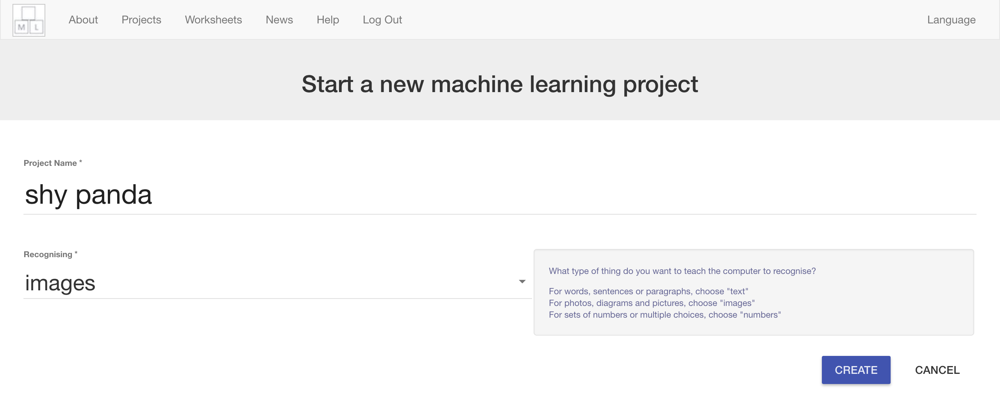 M L
About Projects Worksheets News Help Log Out Language
Start a new machine learning project
Project Name *
shy panda
Recognising *
images
What type of thing do you want to teach the computer to recognise?
For words, sentences or paragraphs, choose "text"
For photos, diagrams and pictures, choose "images"
For sets of numbers or multiple choices, choose "numbers"
CREATE CANCEL